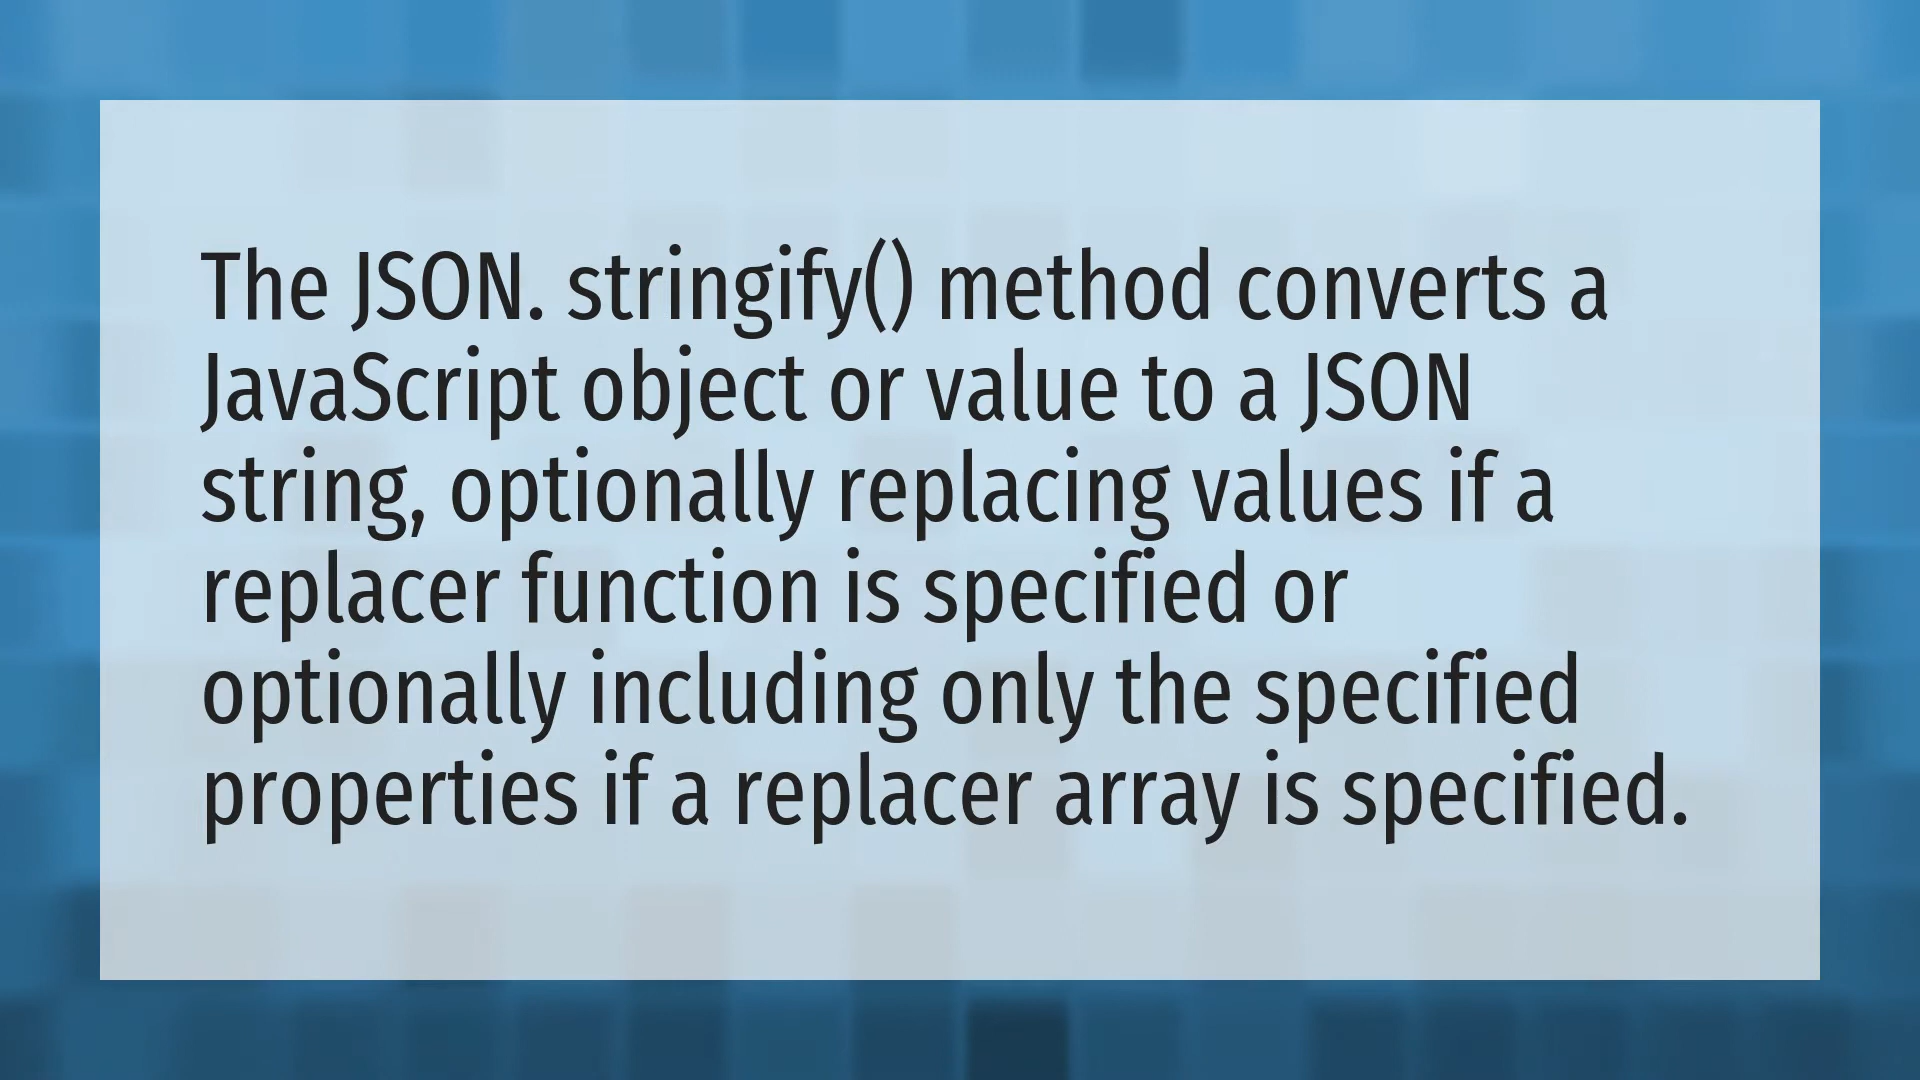 The JSON. stringify() method converts a
JavaScript object or value to a JSON
string, optionally replacing values if a
replacer function is specified or
optionally including only the specified
properties if a replacer array is specified.